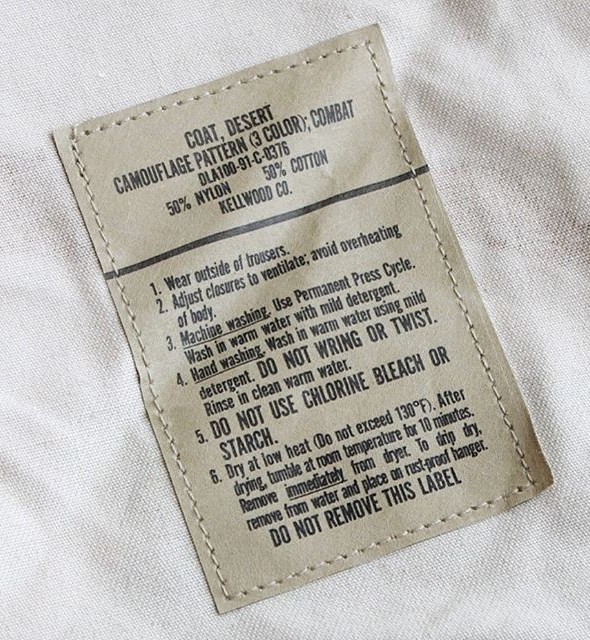 COAT, DESERT
CAMOUFLAGE PATTERN (3 COLOR); COMBAT
DLA100-91-C-0376
50% NYLON 50% COTTON
KELLWOOD CO.
1. Wear outside of trousers.
2. Adjust closures to ventilate; avoid overheating
of body.
3. Machine washing. Use Permanent Press Cycle.
Wash in warm water with mild detergent.
4. Hand washing. Wash in warm water using mild
detergent. DO NOT WRING OR TWIST.
Rinse in clean warm water.
5. DO NOT USE CHLORINE BLEACH OR
STARCH.
6. Dry at low heat (Do not exceed 130°F). After
drying, tumble at room temperature for 10 minutes.
Remove immediately from dryer. To drip dry,
remove from water and place on rust-proof hanger.
DO NOT REMOVE THIS LABEL